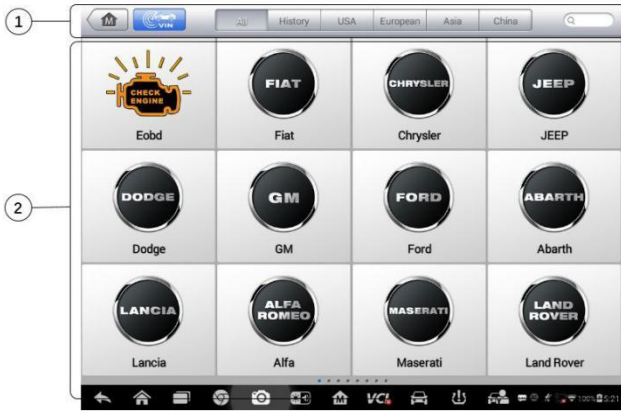 1
M
VIN
All
History
USA
European
Asia
China
CHECK
ENGINE
FIAT
CHRYSLER
JEEP
Eobd
Fiat
Chrysler
JEEP
DODGE
GM
FORD
ABARTH
2
Dodge
GM
Ford
Abarth
LANCIA
ALFA
ROMEO
MASERATI
LAND
ROVER
Lancia
Alfa
Maserati
Land Rover
M
VCI
100%
5:21